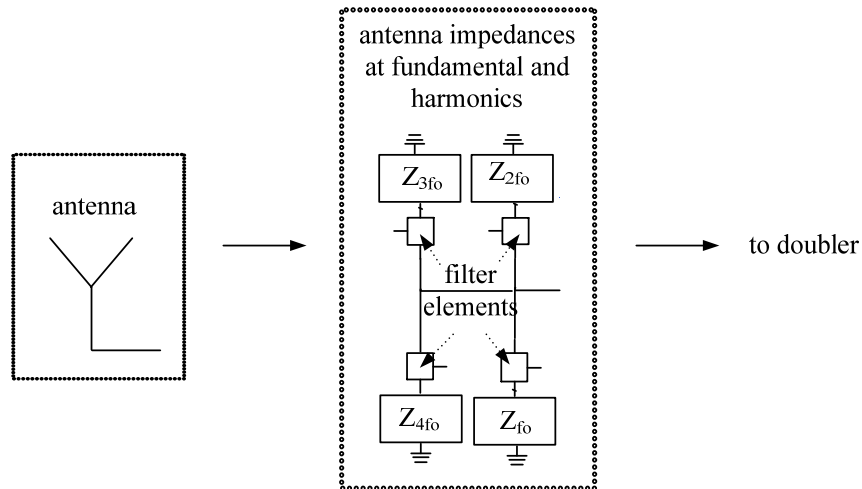 antenna impedances
at fundamental and
harmonics
Z3fo
Z2fo
antenna
to doubler
filter
elements
Z4fo
Zfo